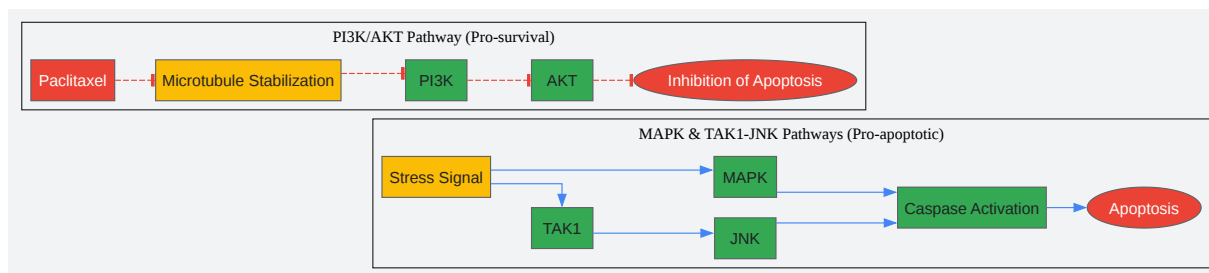 PI3K/AKT Pathway (Pro-survival)
Paclitaxel
Microtubule Stabilization
PI3K
AKT
Inhibition of Apoptosis
MAPK & TAK1-JNK Pathways (Pro-apoptotic)
Stress Signal
MAPK
TAK1
JNK
Caspase Activation
Apoptosis